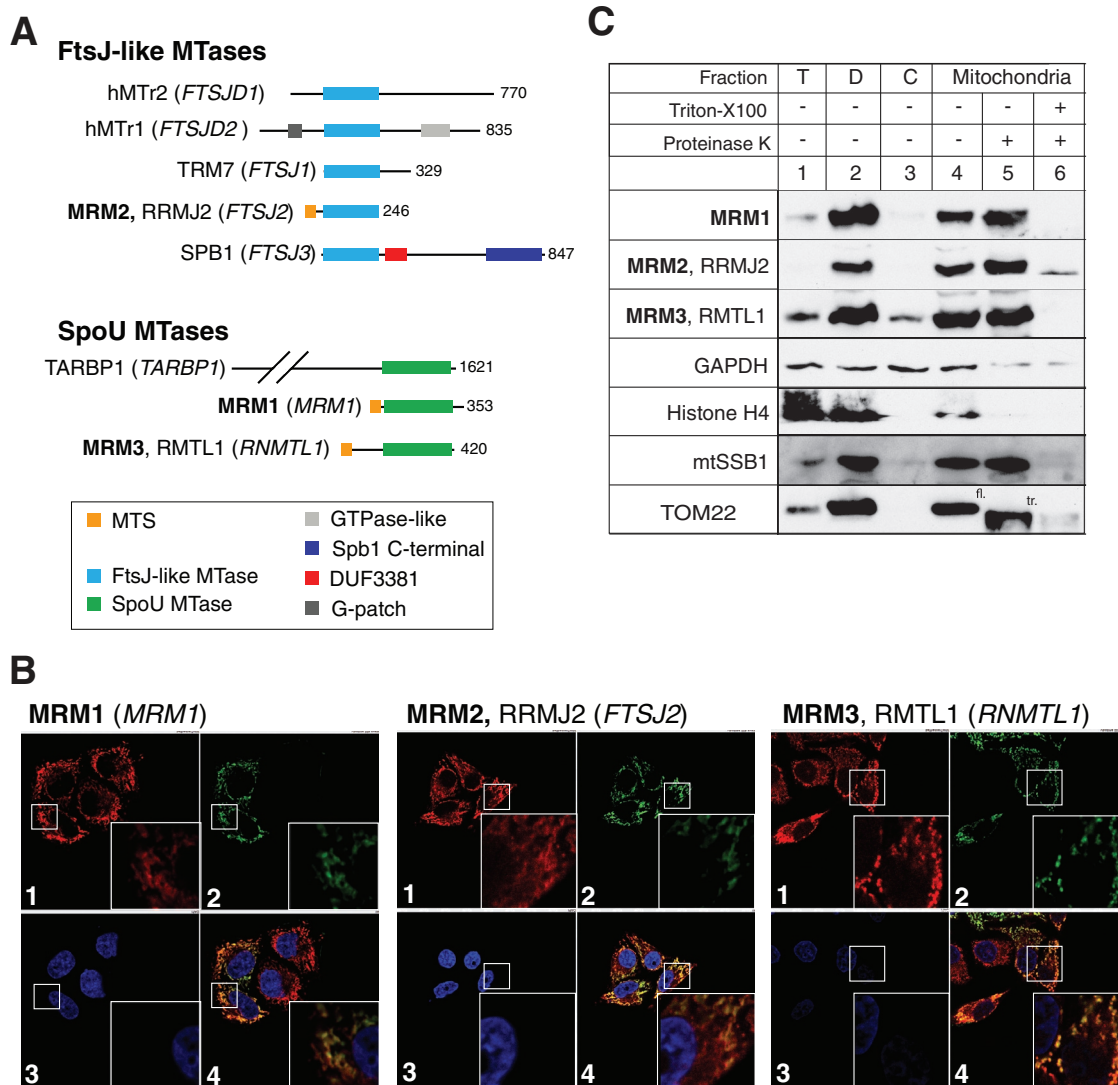 A
FtsJ-like MTases
hMTr2 (FTSJD1)
770
hMTr1 (FTSJD2 )
835
TRM7 (FTSJ1)
329
MRM2, RRMJ2 (FTSJ2)
246
SPB1 (FTSJ3)
847
SpoU MTases
TARBP1 (TARBP1)
1621
MRM1 (MRM1)
353
MRM3, RMTL1 (RNMTL1)
420
MTS
FtsJ-like MTase
SpoU MTase
GTPase-like
Spb1 C-terminal
DUF3381
G-patch
C
Fraction T D C Mitochondria
Triton-X100 - - - - - +
Proteinase K - - - - + +
1 2 3 4 5 6
MRM1
MRM2, RRMJ2
MRM3, RMTL1
GAPDH
Histone H4
mtSSB1
TOM22
fl.
tr.
B
MRM1 (MRM1)
1 2
3 4
MRM2, RRMJ2 (FTSJ2)
1 2
3 4
MRM3, RMTL1 (RNMTL1)
1 2
3 4